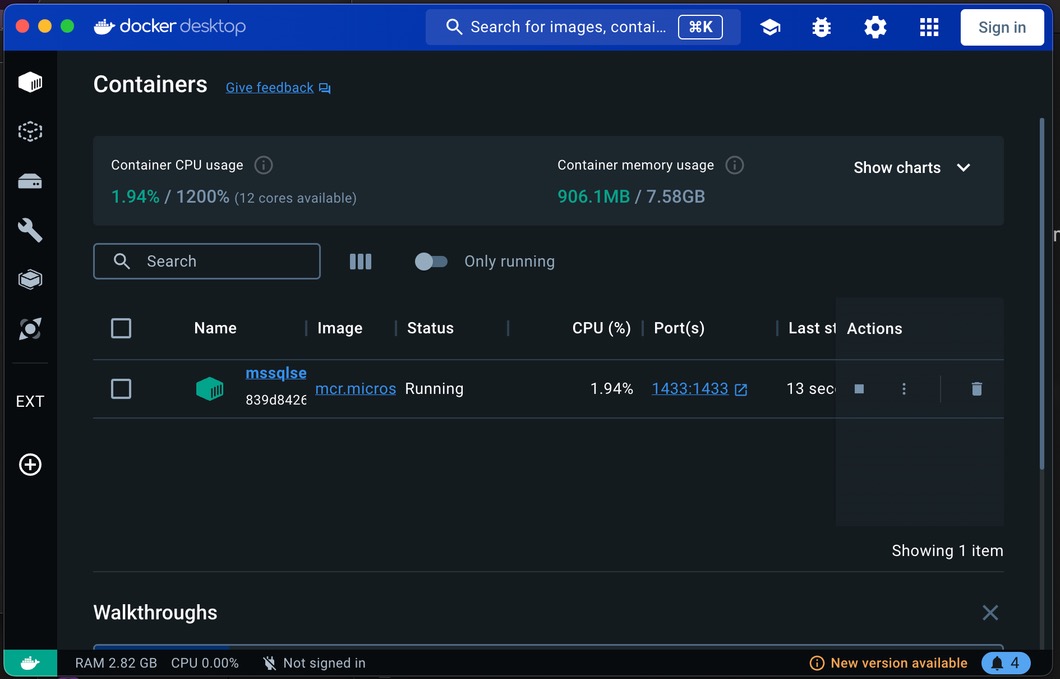 docker desktop
Search for images, contai...
⌘K
Sign in
Containers
Give feedback
Container CPU usage
1.94% / 1200% (12 cores available)
Container memory usage
906.1MB / 7.58GB
Show charts
Search
Only running
Name
Image
Status
CPU (%)
Port(s)
Last st
Actions
mssqlse
839d8426
mcr.micros
Running
1.94%
1433:1433
13 sec
Showing 1 item
Walkthroughs
EXT
RAM 2.82 GB
CPU 0.00%
Not signed in
New version available
4